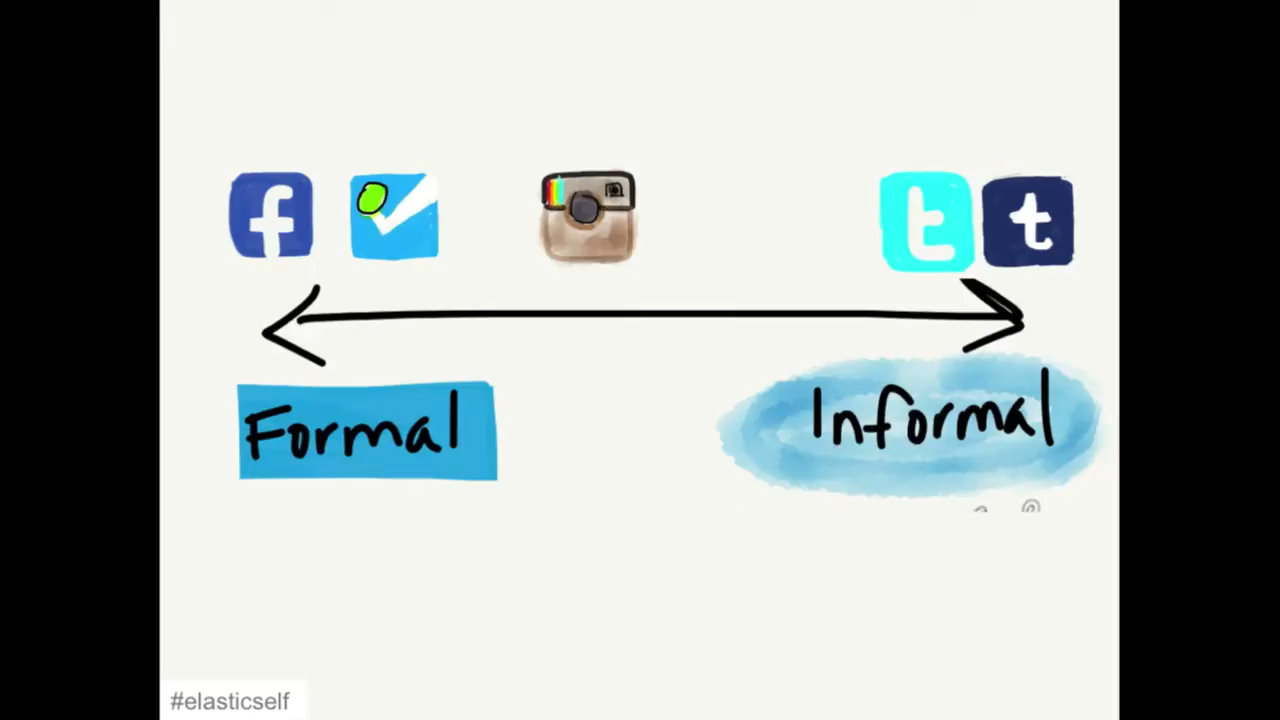 f
t t
Formal
Informal
#elasticself